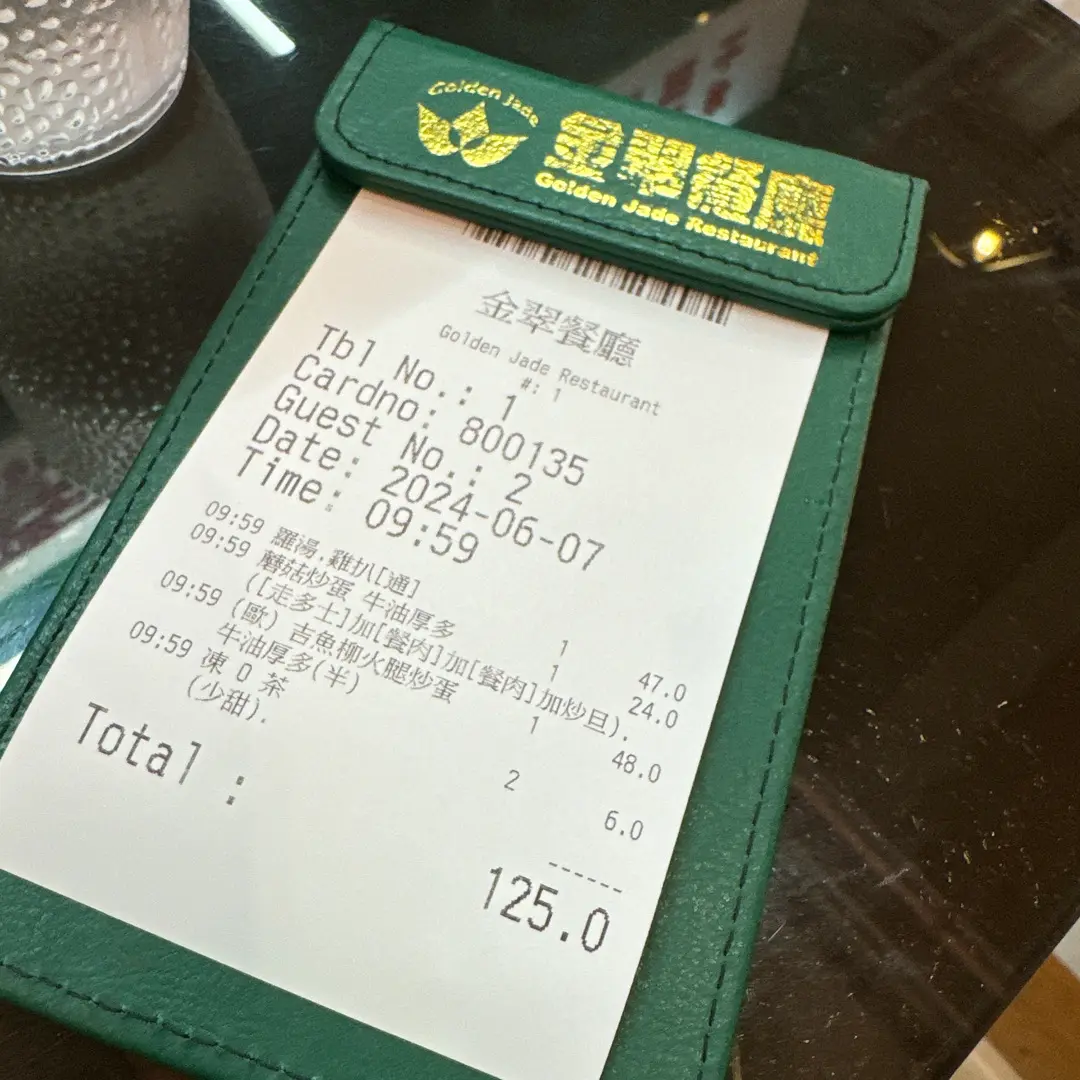 Golden Jade
金翠餐廳
Golden Jade Restaurant
金翠餐廳
Golden Jade Restaurant
#: 1
Tbl No.: 1
Cardno: 800135
Guest No.: 2
Date: 2024-06-07
Time: 09:59
09:59 羅湯.雞扒[通] 1 47.0
09:59 蘑菇炒蛋 牛油厚多 1 24.0
([走多士]加[餐肉]加[餐肉]加炒旦).
09:59 (歐) 吉魚柳火腿炒蛋 1 48.0
牛油厚多(半)
09:59 凍 O 茶 2 6.0
(少甜).
------
Total : 125.0